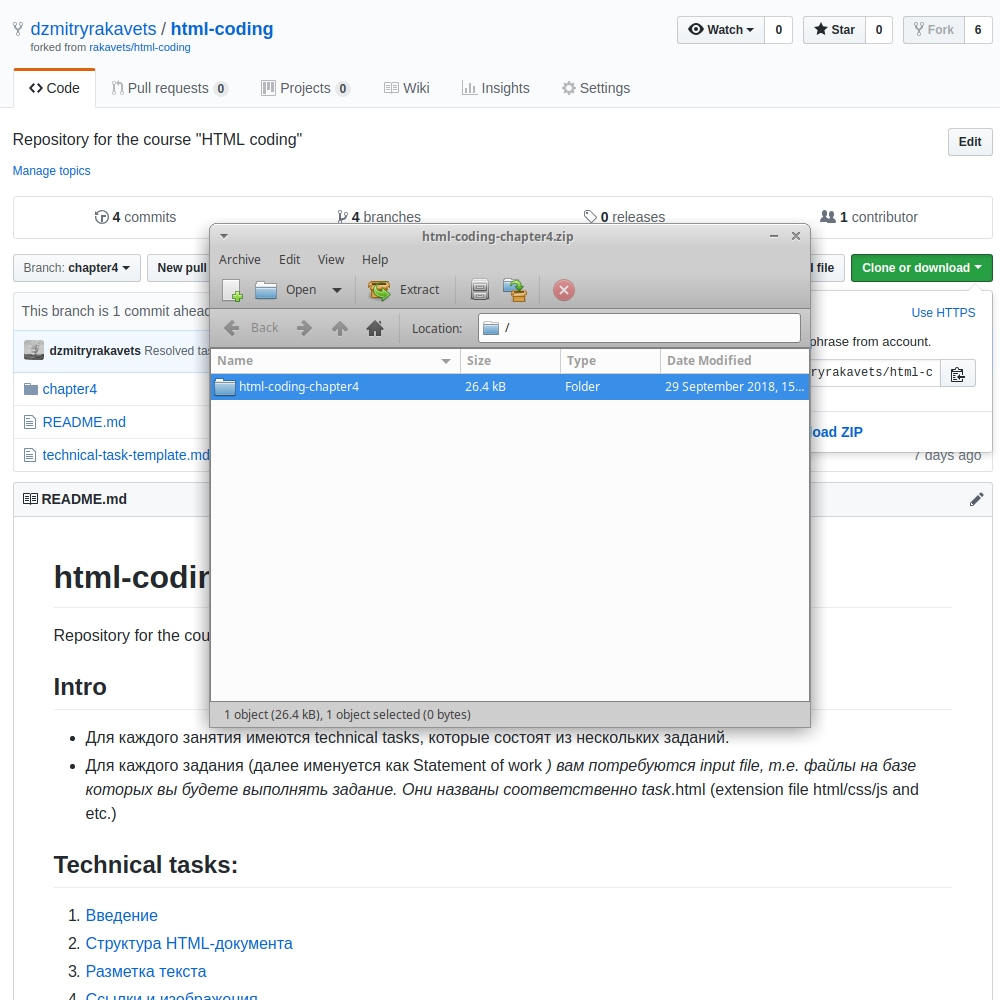 dzmitryrakavets / html-coding
Watch 0 Star 0 Fork 6
forked from rakavets/html-coding
Code Pull requests 0 Projects 0 Wiki Insights Settings
Repository for the course "HTML coding"
Edit
Manage topics
4 commits 4 branches 0 releases 1 contributor
Branch: chapter4 New pull file Clone or download
This branch is 1 commit ahead
Use HTTPS
dzmitryrakavets Resolved
phrase from account.
ryrakavets/html-c
chapter4
README.md
oad ZIP
technical-task-template.md
7 days ago
html-coding-chapter4.zip
Archive Edit View Help
Open Extract
Back Location: /
Name Size Type Date Modified
html-coding-chapter4 26.4 kB Folder 29 September 2018, 15...
1 object (26.4 kB), 1 object selected (0 bytes)
README.md
html-codin
Repository for the cou
Intro
Для каждого занятия имеются technical tasks, которые состоят из нескольких заданий.
Для каждого задания (далее именуется как Statement of work ) вам потребуются input file, т.е. файлы на базе
которых вы будете выполнять задание. Они названы соответственно task.html (extension file html/css/js and
etc.)
Technical tasks:
1. Введение
2. Структура HTML-документа
3. Разметка текста
4. Ссылки и изображения